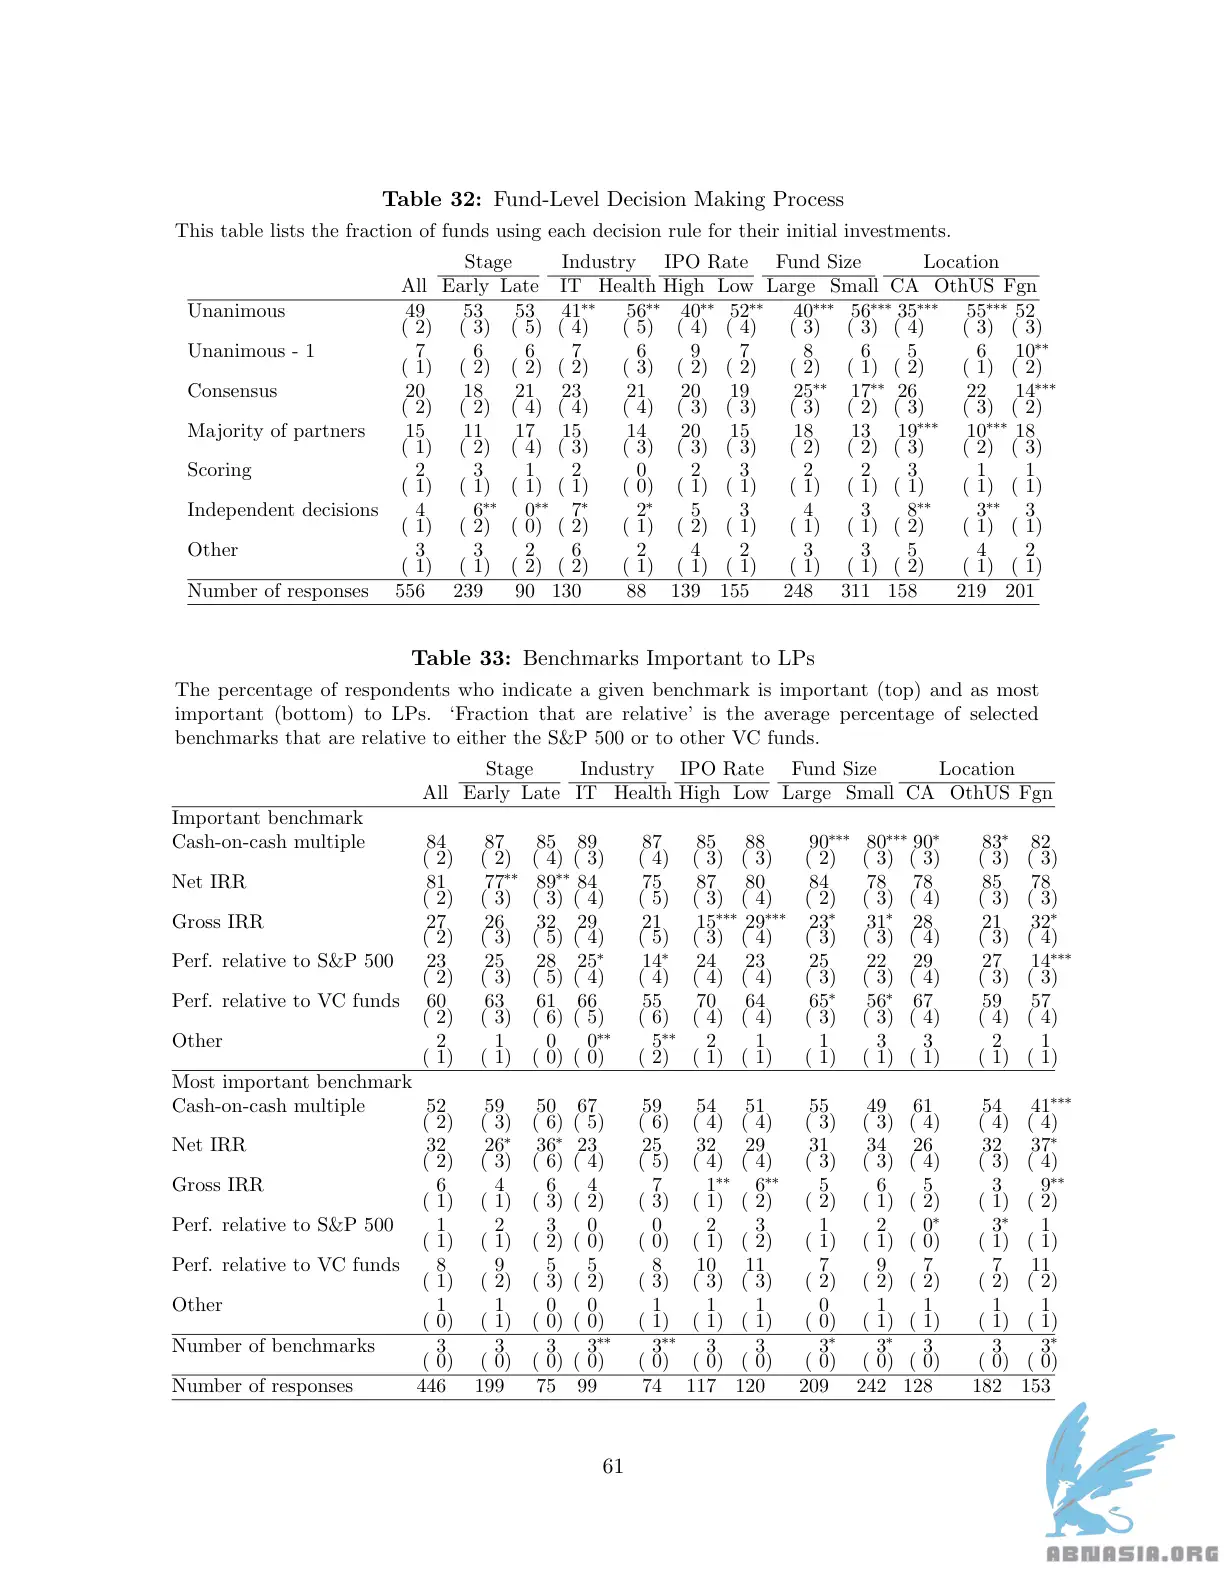 Table 32: Fund-Level Decision Making Process
This table lists the fraction of funds using each decision rule for their initial investments.
Stage Industry IPO Rate Fund Size Location
All Early Late IT Health High Low Large Small CA OthUS Fgn
Unanimous 49 53 53 41** 56** 40** 52** 40*** 56*** 35*** 55*** 52
( 2) ( 3) ( 5) ( 4) ( 5) ( 4) ( 4) ( 3) ( 3) ( 4) ( 3) ( 3)
Unanimous - 1 7 6 6 7 6 9 7 8 6 5 6 10**
( 1) ( 2) ( 2) ( 2) ( 3) ( 2) ( 2) ( 2) ( 1) ( 2) ( 1) ( 2)
Consensus 20 18 21 23 21 20 19 25** 17** 26 22 14***
( 2) ( 2) ( 4) ( 4) ( 4) ( 3) ( 3) ( 3) ( 2) ( 3) ( 3) ( 2)
Majority of partners 15 11 17 15 14 20 15 18 13 19*** 10*** 18
( 1) ( 2) ( 4) ( 3) ( 3) ( 3) ( 3) ( 2) ( 2) ( 3) ( 2) ( 3)
Scoring 2 3 1 2 0 2 3 2 2 3 1 1
( 1) ( 1) ( 1) ( 1) ( 0) ( 1) ( 1) ( 1) ( 1) ( 1) ( 1) ( 1)
Independent decisions 4 6** 0** 7* 2* 5 3 4 3 8** 3** 3
( 1) ( 2) ( 0) ( 2) ( 1) ( 2) ( 1) ( 1) ( 1) ( 2) ( 1) ( 1)
Other 3 3 2 6 2 4 2 3 3 5 4 2
( 1) ( 1) ( 2) ( 2) ( 1) ( 1) ( 1) ( 1) ( 1) ( 2) ( 1) ( 1)
Number of responses 556 239 90 130 88 139 155 248 311 158 219 201
Table 33: Benchmarks Important to LPs
The percentage of respondents who indicate a given benchmark is important (top) and as most
important (bottom) to LPs. ‘Fraction that are relative’ is the average percentage of selected
benchmarks that are relative to either the S&P 500 or to other VC funds.
Stage Industry IPO Rate Fund Size Location
All Early Late IT Health High Low Large Small CA OthUS Fgn
Important benchmark
Cash-on-cash multiple 84 87 85 89 87 85 88 90*** 80*** 90* 83* 82
( 2) ( 2) ( 4) ( 3) ( 4) ( 3) ( 3) ( 2) ( 3) ( 3) ( 3) ( 3)
Net IRR 81 77** 89** 84 75 87 80 84 78 78 85 78
( 2) ( 3) ( 3) ( 4) ( 5) ( 3) ( 4) ( 2) ( 3) ( 4) ( 3) ( 3)
Gross IRR 27 26 32 29 21 15*** 29*** 23* 31* 28 21 32*
( 2) ( 3) ( 5) ( 4) ( 5) ( 3) ( 4) ( 3) ( 3) ( 4) ( 3) ( 4)
Perf. relative to S&P 500 23 25 28 25* 14* 24 23 25 22 29 27 14***
( 2) ( 3) ( 5) ( 4) ( 4) ( 4) ( 4) ( 3) ( 3) ( 4) ( 3) ( 3)
Perf. relative to VC funds 60 63 61 66 55 70 64 65* 56* 67 59 57
( 2) ( 3) ( 6) ( 5) ( 6) ( 4) ( 4) ( 3) ( 3) ( 4) ( 4) ( 4)
Other 2 1 0 0** 5** 2 1 1 3 3 2 1
( 1) ( 1) ( 0) ( 0) ( 2) ( 1) ( 1) ( 1) ( 1) ( 1) ( 1) ( 1)
Most important benchmark
Cash-on-cash multiple 52 59 50 67 59 54 51 55 49 61 54 41***
( 2) ( 3) ( 6) ( 5) ( 6) ( 4) ( 4) ( 3) ( 3) ( 4) ( 4) ( 4)
Net IRR 32 26* 36* 23 25 32 29 31 34 26 32 37*
( 2) ( 3) ( 6) ( 4) ( 5) ( 4) ( 4) ( 3) ( 3) ( 4) ( 3) ( 4)
Gross IRR 6 4 6 4 7 1** 6** 5 6 5 3 9**
( 1) ( 1) ( 3) ( 2) ( 3) ( 1) ( 2) ( 2) ( 1) ( 2) ( 1) ( 2)
Perf. relative to S&P 500 1 2 3 0 0 2 3 1 2 0* 3* 1
( 1) ( 1) ( 2) ( 0) ( 0) ( 1) ( 2) ( 1) ( 1) ( 0) ( 1) ( 1)
Perf. relative to VC funds 8 9 5 5 8 10 11 7 9 7 7 11
( 1) ( 2) ( 3) ( 2) ( 3) ( 3) ( 3) ( 2) ( 2) ( 2) ( 2) ( 2)
Other 1 1 0 0 1 1 1 0 1 1 1 1
( 0) ( 1) ( 0) ( 0) ( 1) ( 1) ( 1) ( 0) ( 1) ( 1) ( 1) ( 1)
Number of benchmarks 3 3 3 3** 3** 3 3 3* 3* 3 3 3*
( 0) ( 0) ( 0) ( 0) ( 0) ( 0) ( 0) ( 0) ( 0) ( 0) ( 0) ( 0)
Number of responses 446 199 75 99 74 117 120 209 242 128 182 153
61
ABNASIA.ORG